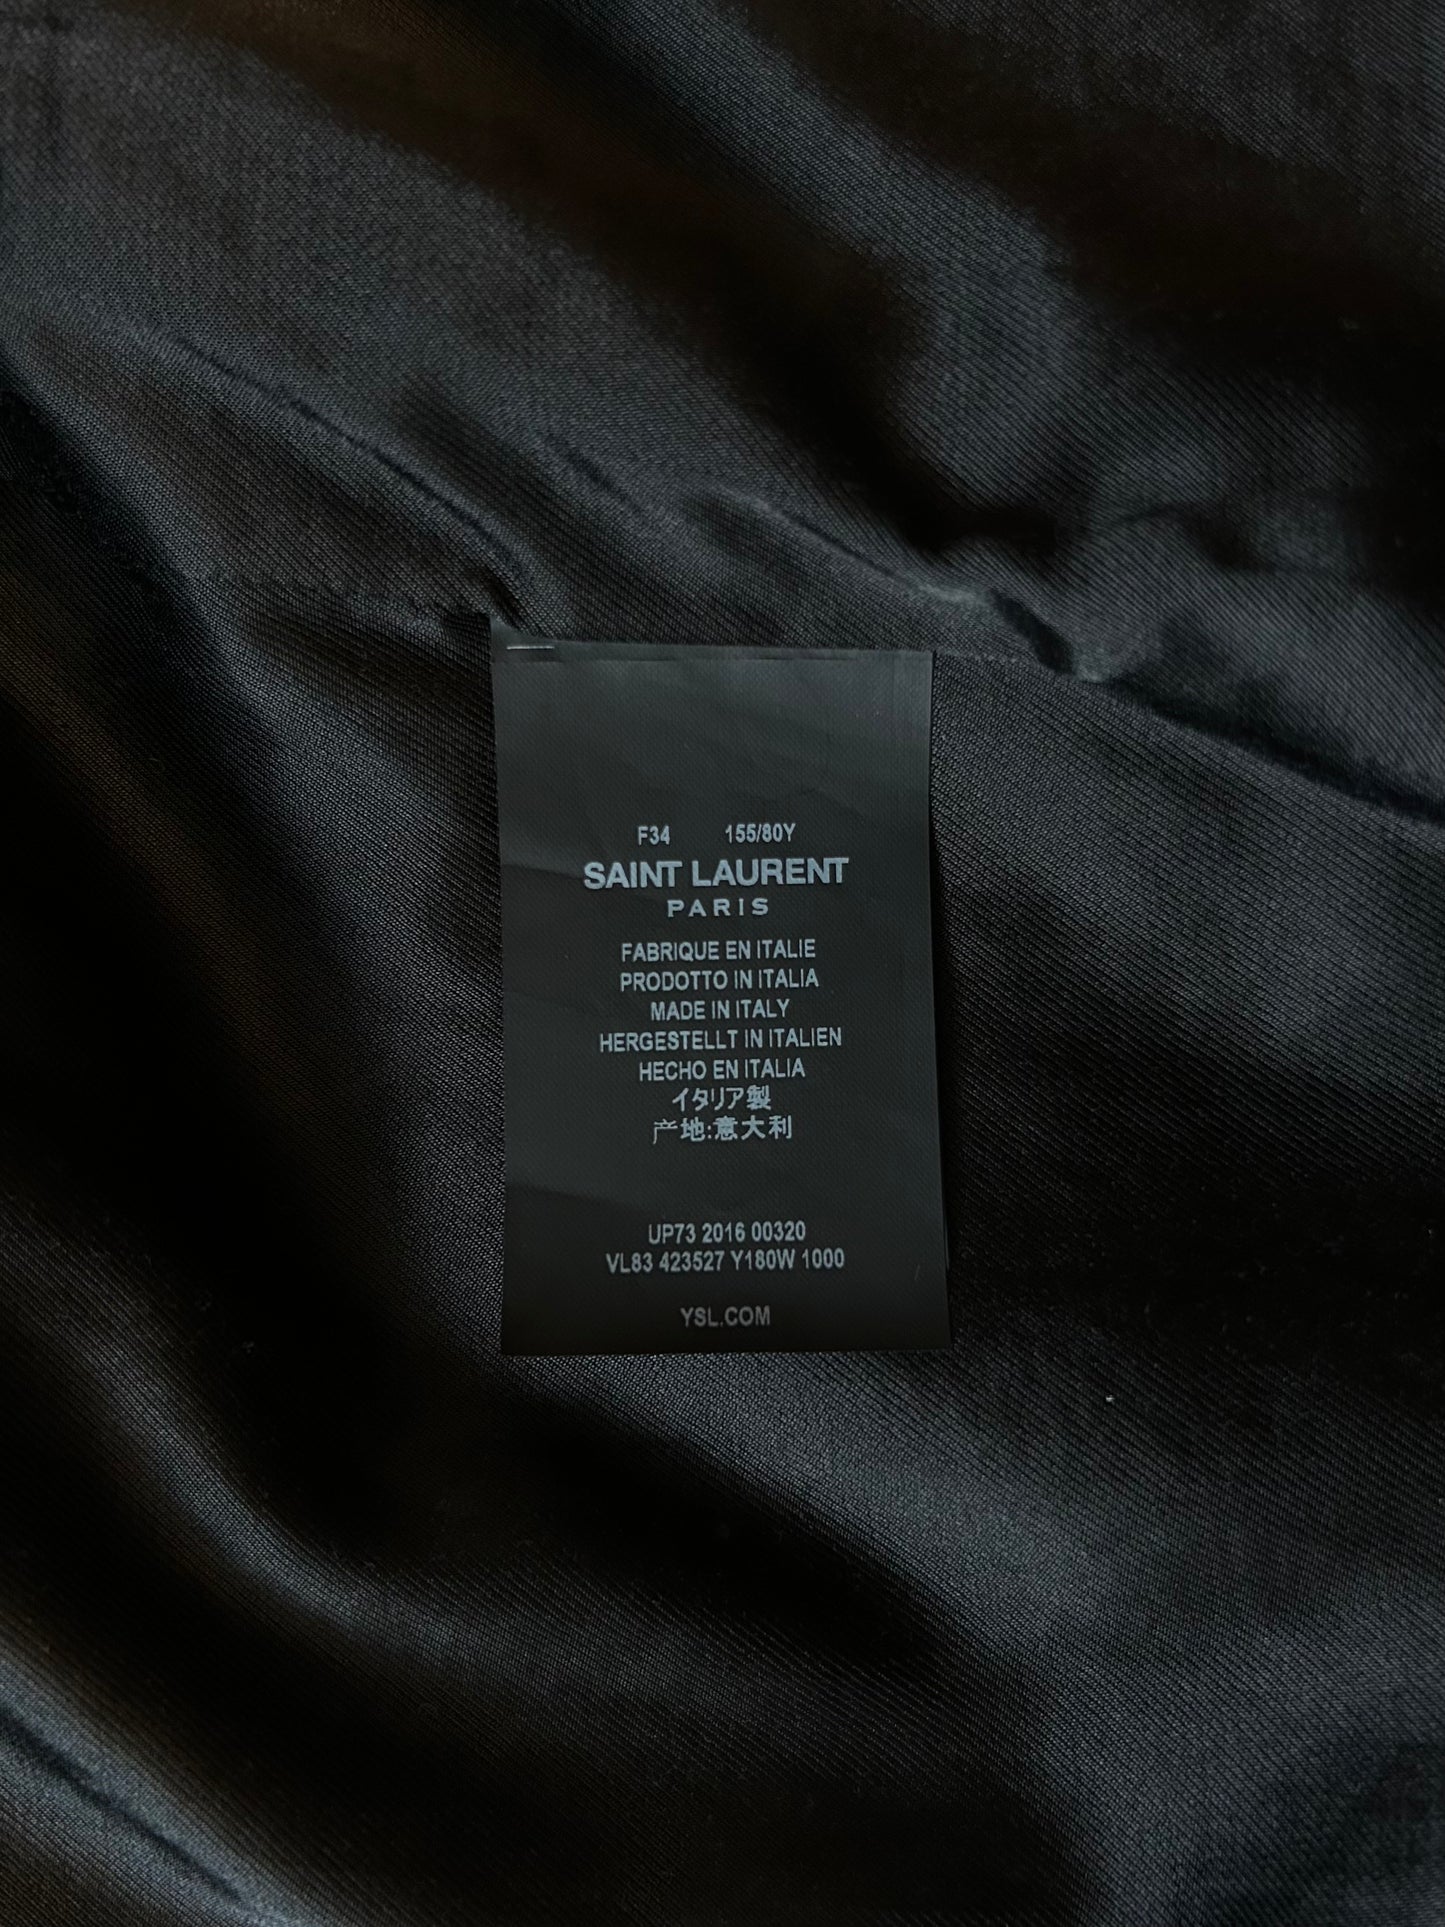 F34 155/80Y
SAINT LAURENT
PARIS
FABRIQUE EN ITALIE
PRODOTTO IN ITALIA
MADE IN ITALY
HERGESTELLT IN ITALIEN
HECHO EN ITALIA
イタリア製
产地:意大利
UP73 2016 00320
VL83 423527 Y180W 1000
YSL.COM